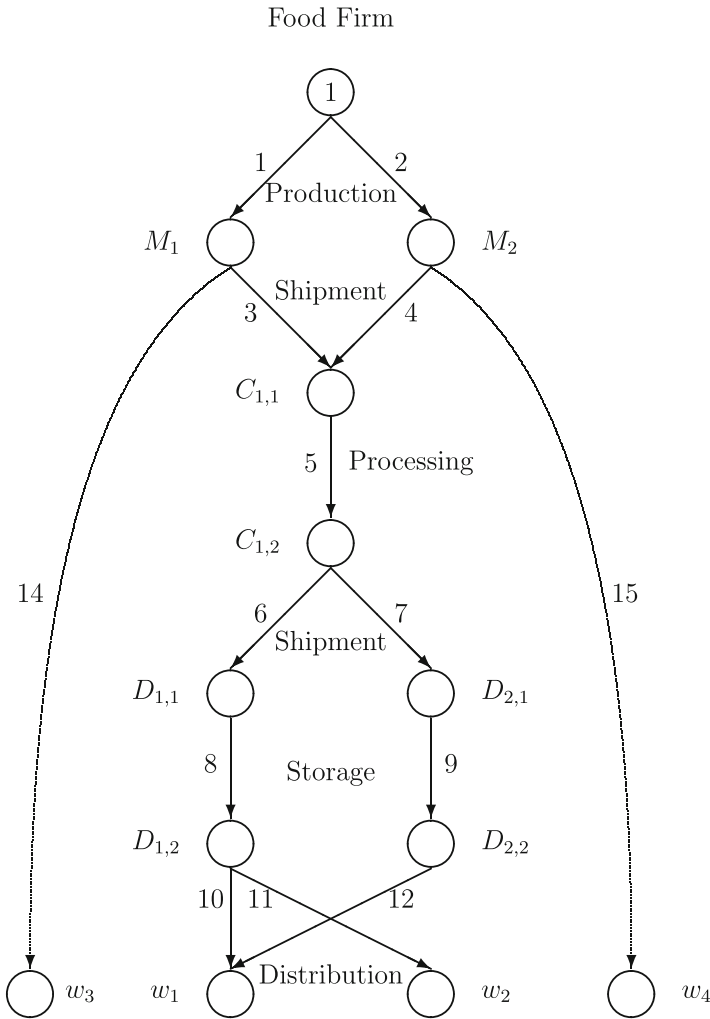 Food Firm
1
1 2
Production
M1 M2
Shipment
3 4
C1,1
5 Processing
C1,2
14 15
6 7
Shipment
D1,1 D2,1
8 Storage 9
D1,2 D2,2
10 11 12
Distribution
w3 w1 w2 w4